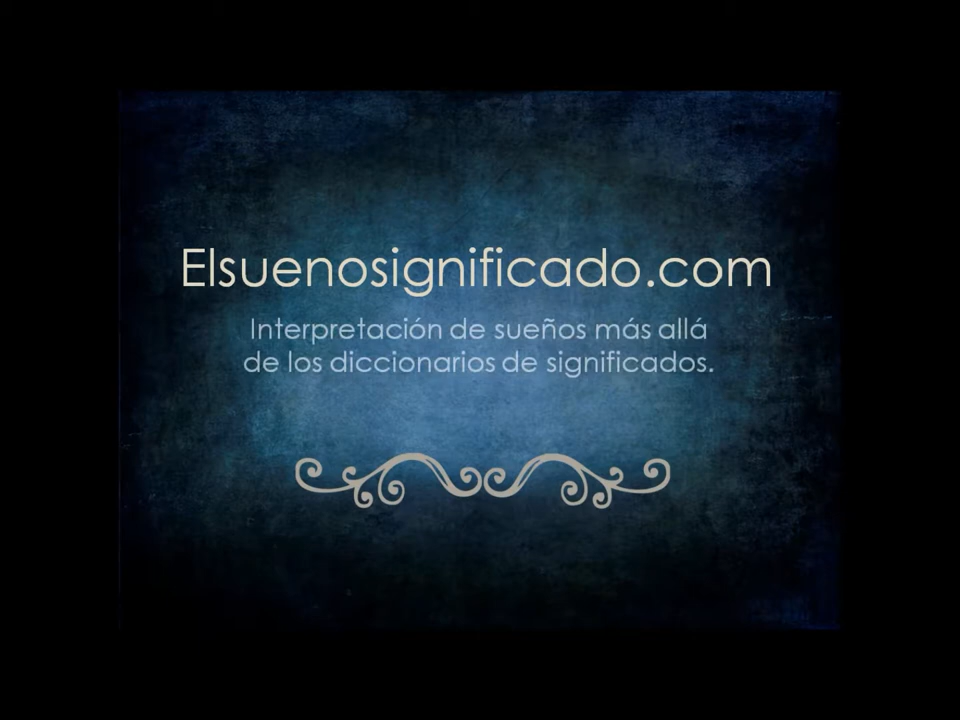 Elsuenosignificado.com
Interpretación de sueños más allá
de los diccionarios de significados.